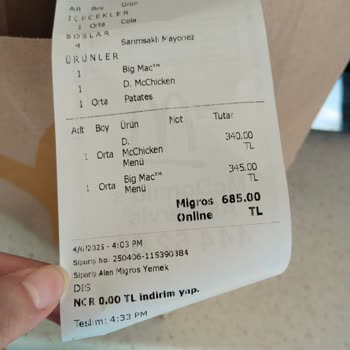 Adt Boy Ürün
İÇECEKLER
1 Orta Cola
SOSLAR
Sarımsaklı Mayonez
ÜRÜNLER
1 Big Mac™
1 D. McChicken
1 Orta Patates
Adt Boy Ürün Not Tutar
1 Orta D. McChicken Menü 340.00 TL
1 Orta Big Mac™ Menü 345.00 TL
Migros Online 685.00 TL
4/6/2025 - 4:03 PM
Sipariş No: 250406-115390384
Sipariş Alan Migros Yemek
DIS
NCR 0.00 TL indirim yap.
Teslim: 4:33 PM